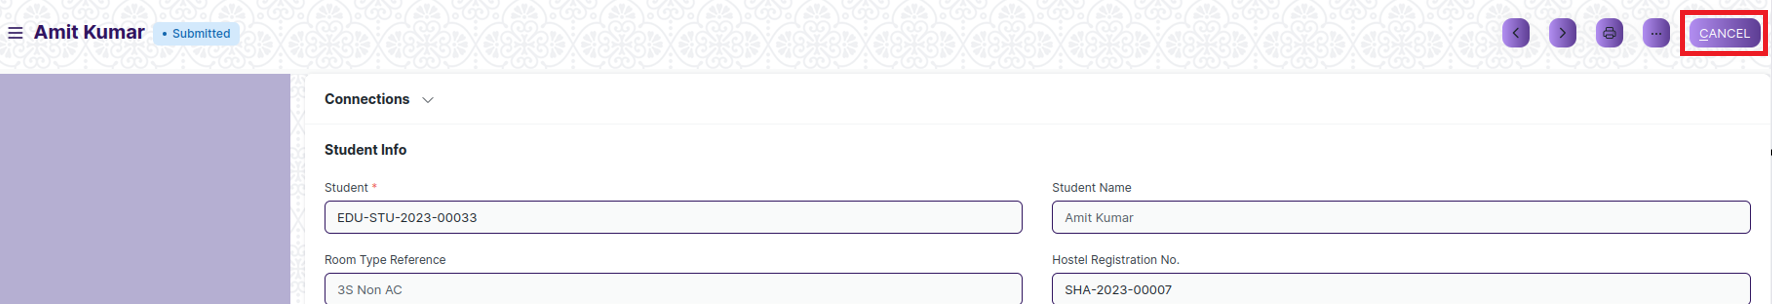 Amit Kumar • Submitted ... CANCEL
Connections
Student Info
Student * Student Name
EDU-STU-2023-00033 Amit Kumar
Room Type Reference Hostel Registration No.
3S Non AC SHA-2023-00007